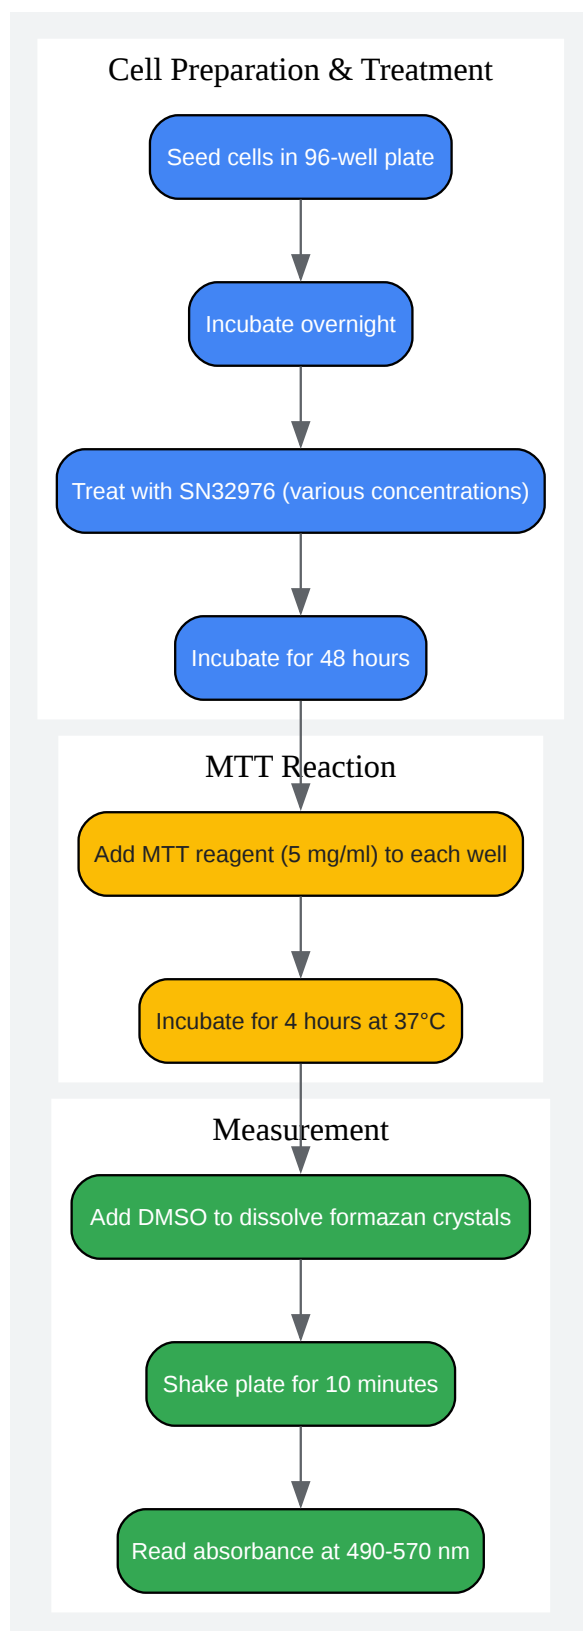 Cell Preparation & Treatment
Seed cells in 96-well plate
Incubate overnight
Treat with SN32976 (various concentrations)
Incubate for 48 hours
MTT Reaction
Add MTT reagent (5 mg/ml) to each well
Incubate for 4 hours at 37°C
Measurement
Add DMSO to dissolve formazan crystals
Shake plate for 10 minutes
Read absorbance at 490-570 nm